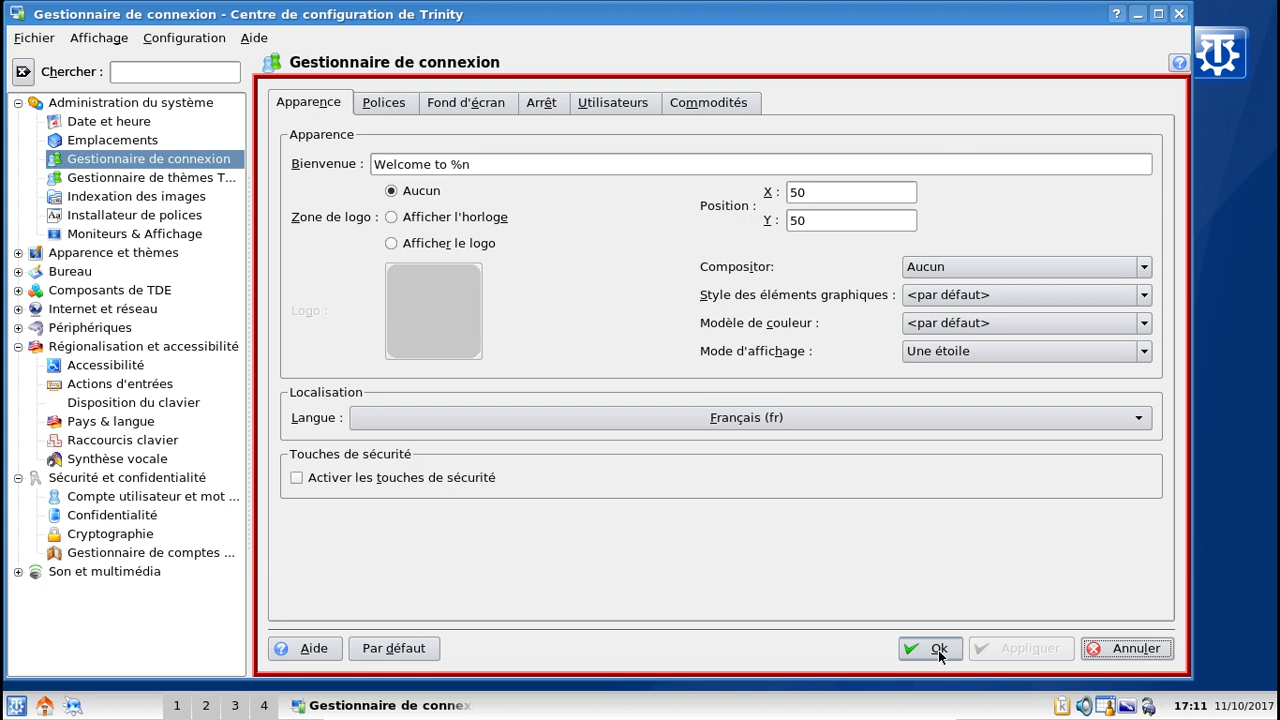 Gestionnaire de connexion - Centre de configuration de Trinity
Fichier Affichage Configuration Aide
Chercher :
Gestionnaire de connexion
Administration du système
Date et heure
Emplacements
Gestionnaire de connexion
Gestionnaire de thèmes T...
Indexation des images
Installateur de polices
Moniteurs & Affichage
Apparence et thèmes
Bureau
Composants de TDE
Internet et réseau
Périphériques
Régionalisation et accessibilité
Accessibilité
Actions d'entrées
Disposition du clavier
Pays & langue
Raccourcis clavier
Synthèse vocale
Sécurité et confidentialité
Compte utilisateur et mot ...
Confidentialité
Cryptographie
Gestionnaire de comptes ...
Son et multimédia
Apparence Polices Fond d'écran Arrêt Utilisateurs Commodités
Apparence
Bienvenue : Welcome to %n
Zone de logo :
Aucun
Afficher l'horloge
Afficher le logo
Logo :
Position :
X : 50
Y : 50
Compositor: Aucun
Style des éléments graphiques : <par défaut>
Modèle de couleur : <par défaut>
Mode d'affichage : Une étoile
Localisation
Langue : Français (fr)
Touches de sécurité
Activer les touches de sécurité
Aide Par défaut Ok Appliquer Annuler
1 2 3 4 Gestionnaire de connex 17:11 11/10/2017